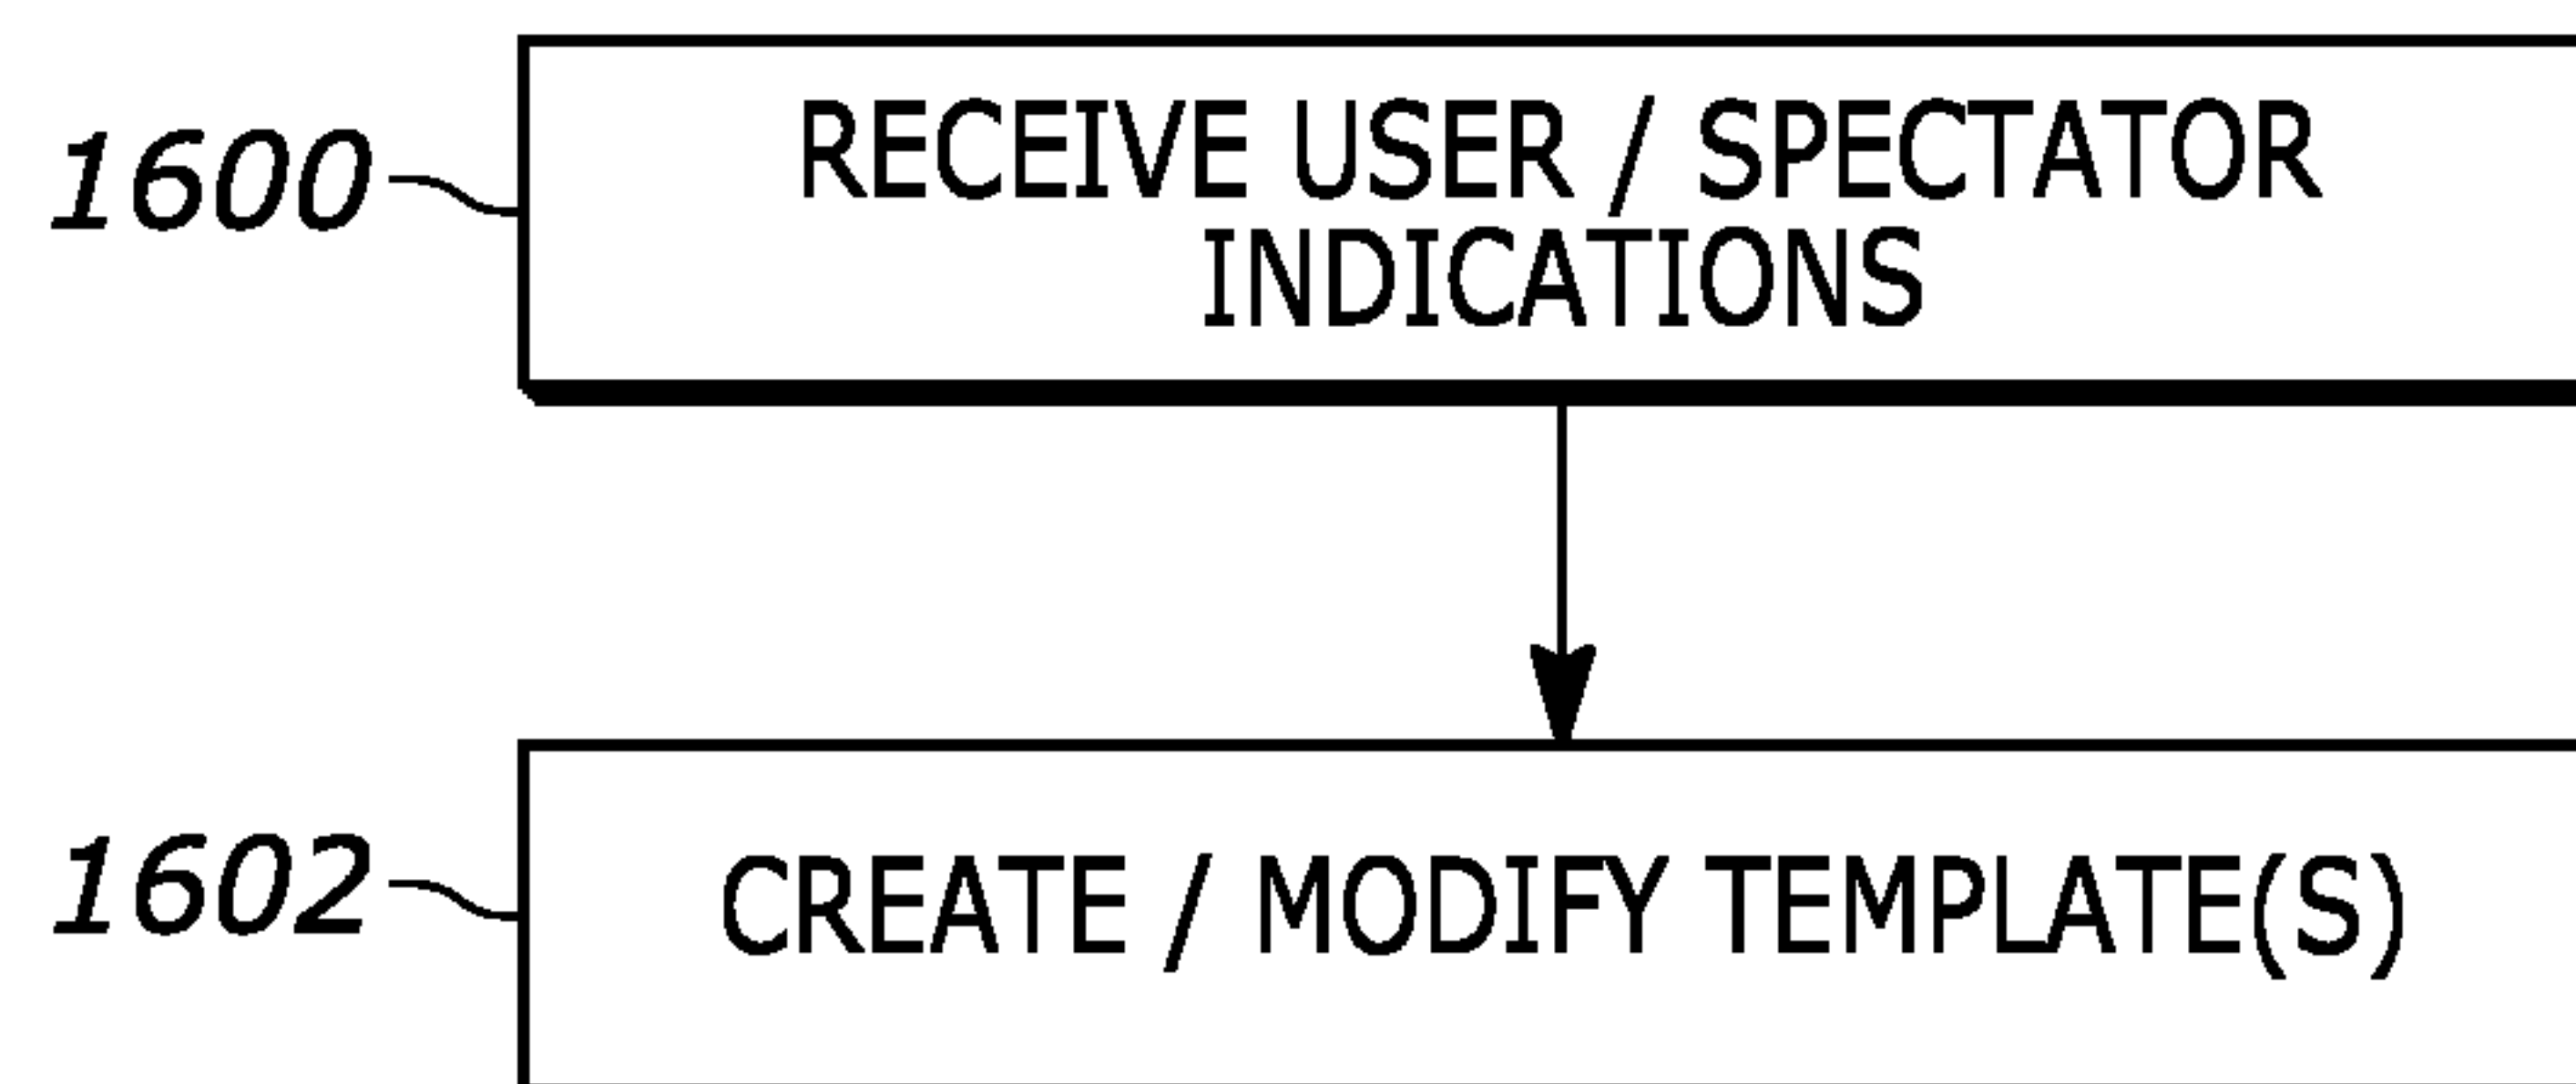 1600
RECEIVE USER / SPECTATOR
INDICATIONS
1602
CREATE / MODIFY TEMPLATE(S)